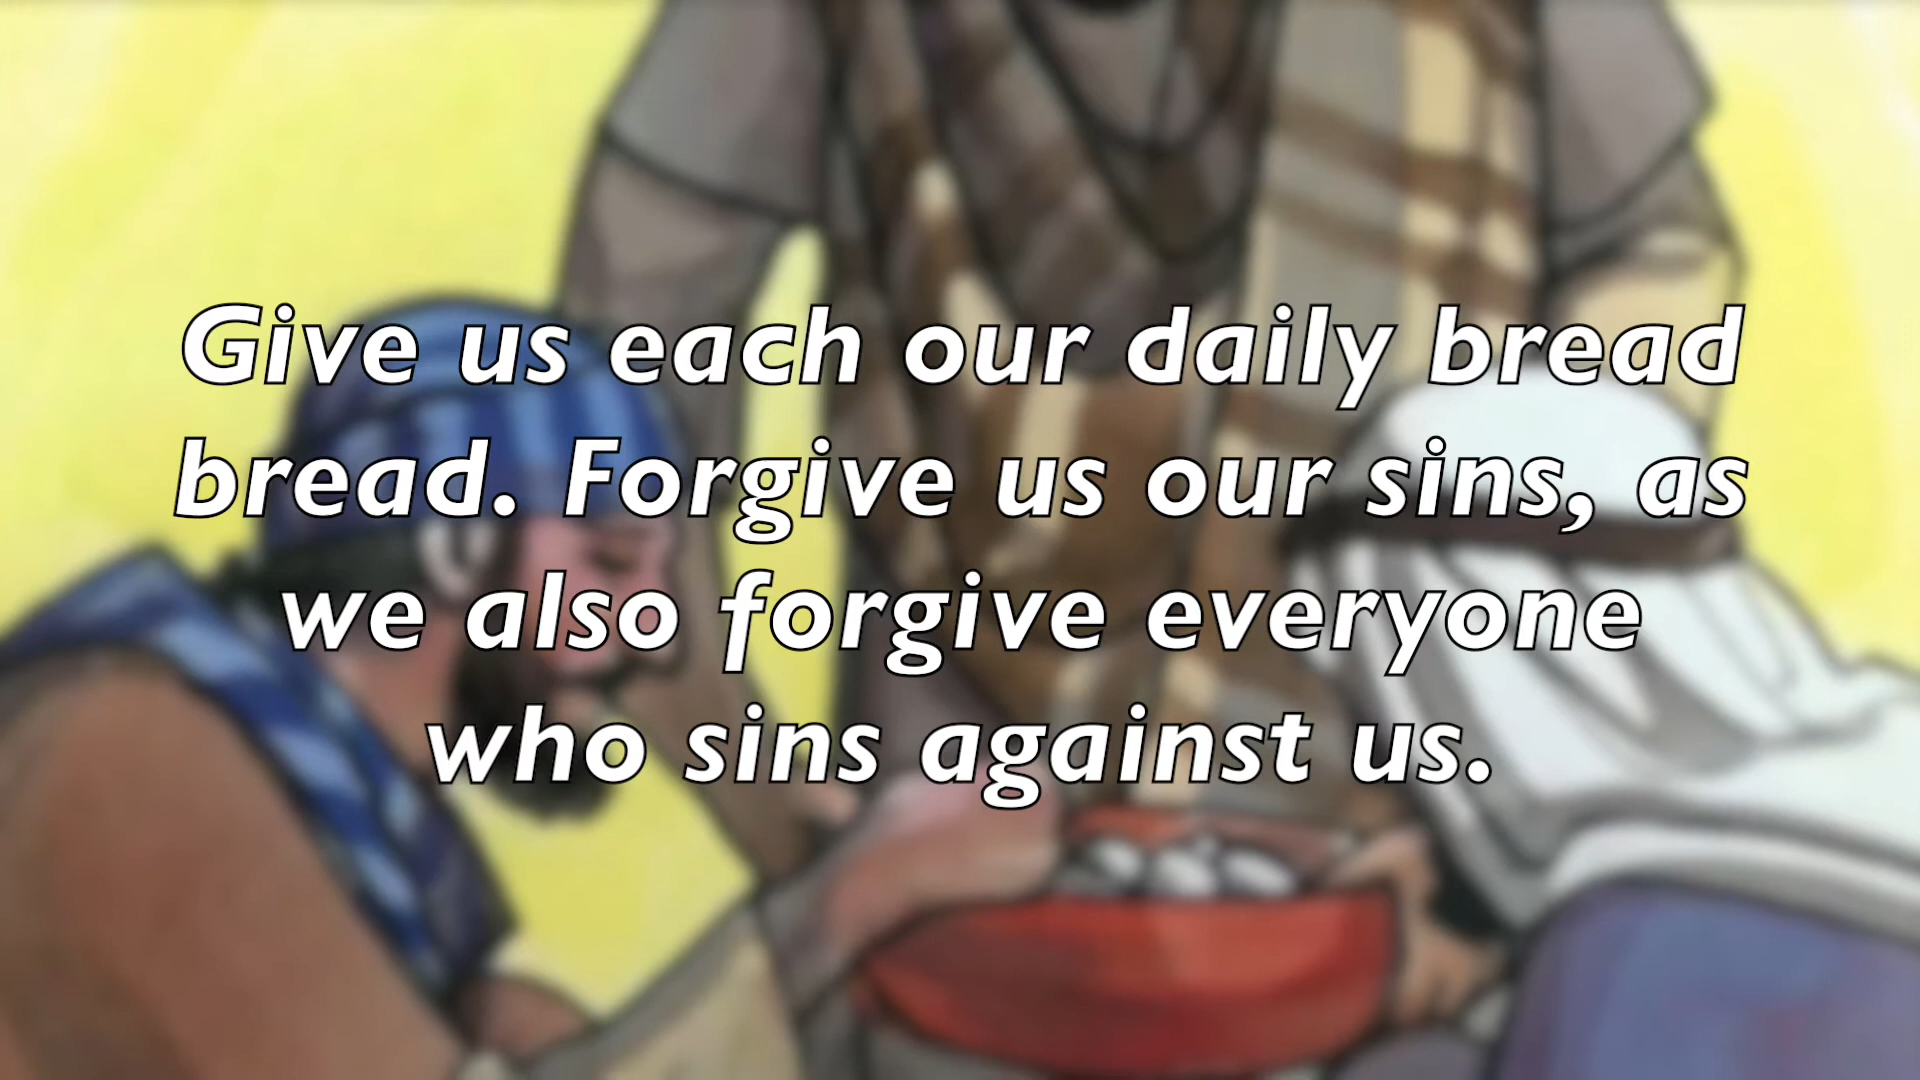 Give us each our daily bread
bread. Forgive us our sins, as
we also forgive everyone
who sins against us.